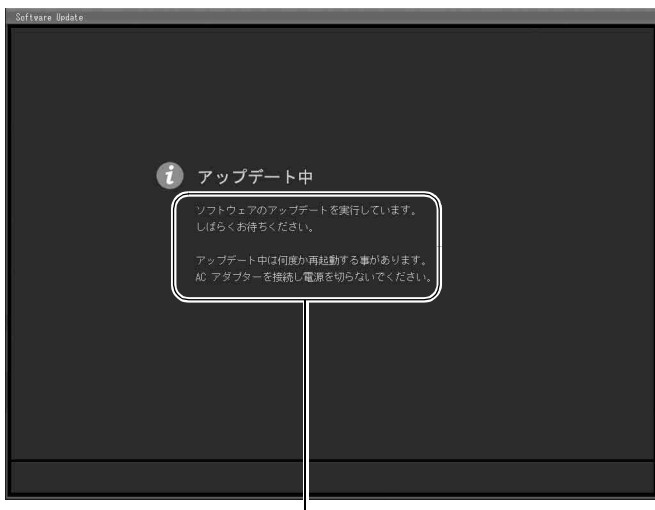 Software Update
アップデート中
ソフトウェアのアップデートを実行しています。
しばらくお待ちください。
アップデート中は何度か再起動する事があります。
AC アダプターを接続し電源を切らないでください。